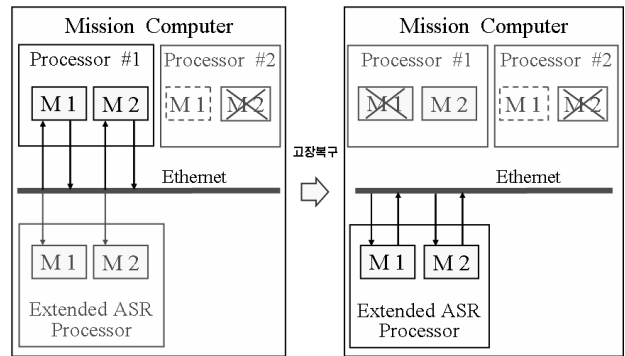 Mission Computer
Processor #1
Processor #2
M 1
M 2
M 1
M 2
Ethernet
M 1
M 2
Extended ASR
Processor
고장복구
Mission Computer
Processor #1
Processor #2
M 1
M 2
M 1
M 2
Ethernet
M 1
M 2
Extended ASR
Processor